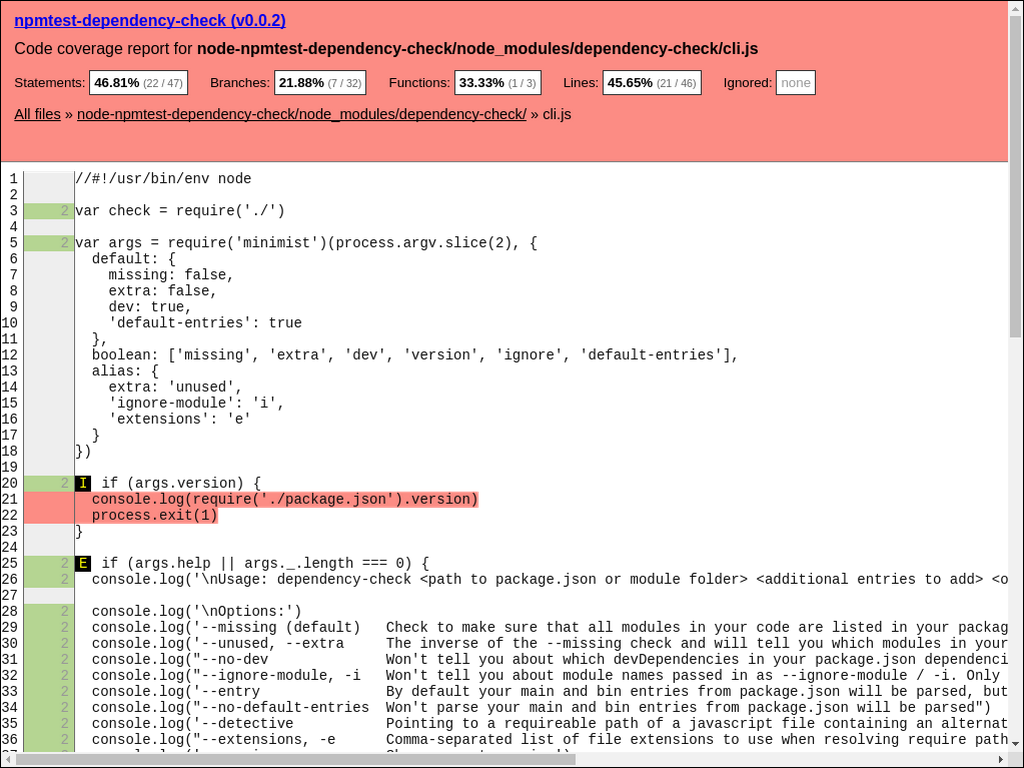 npmtest-dependency-check (v0.0.2)
Code coverage report for node-npmtest-dependency-check/node_modules/dependency-check/cli.js
Statements: 46.81% (22 / 47) Branches: 21.88% (7 / 32) Functions: 33.33% (1 / 3) Lines: 45.65% (21 / 46) Ignored: none
All files » node-npmtest-dependency-check/node_modules/dependency-check/ » cli.js
1 //#!/usr/bin/env node
2
3 2 var check = require('./')
4
5 2 var args = require('minimist')(process.argv.slice(2), {
6 default: {
7 missing: false,
8 extra: false,
9 dev: true,
10 'default-entries': true
11 },
12 boolean: ['missing', 'extra', 'dev', 'version', 'ignore', 'default-entries'],
13 alias: {
14 extra: 'unused',
15 'ignore-module': 'i',
16 'extensions': 'e'
17 }
18 })
19
20 2 I if (args.version) {
21 console.log(require('./package.json').version)
22 process.exit(1)
23 }
24
25 2 E if (args.help || args._.length === 0) {
26 2 console.log('\nUsage: dependency-check <path to package.json or module folder> <additional entries to add> <o
27
28 2 console.log('\nOptions:')
29 2 console.log('--missing (default) Check to make sure that all modules in your code are listed in your packag
30 2 console.log('--unused, --extra The inverse of the --missing check and will tell you which modules in your
31 2 console.log("--no-dev Won't tell you about which devDependencies in your package.json dependenci
32 2 console.log("--ignore-module, -i Won't tell you about module names passed in as --ignore-module / -i. Only
33 2 console.log('--entry By default your main and bin entries from package.json will be parsed, but
34 2 console.log("--no-default-entries Won't parse your main and bin entries from package.json will be parsed")
35 2 console.log('--detective Pointing to a requireable path of a javascript file containing an alternat
36 2 console.log("--extensions, -e Comma-separated list of file extensions to use when resolving require path